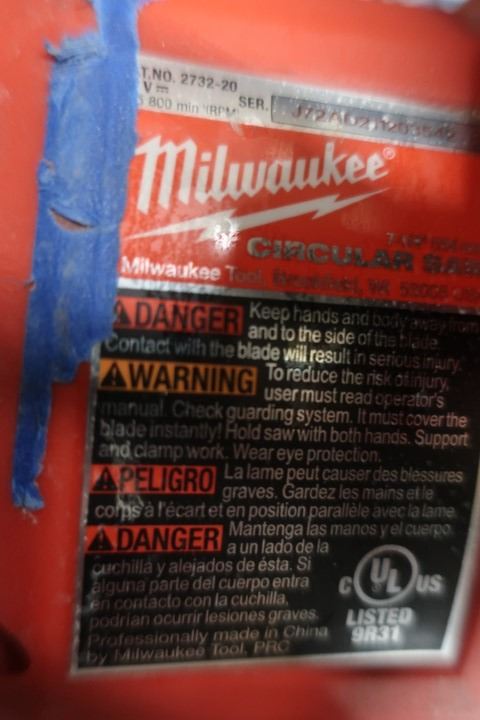 T.NO. 2732-20
V⎓
800 min⁻¹/RPM SER.
Milwaukee®
CIRCULAR SAW
Milwaukee Tool, Brookfield, WI,
DANGER Keep hands and body away from
and to the side of the blade.
Contact with the blade will result in serious injury.
WARNING To reduce the risk of injury,
user must read operator's
manual. Check guarding system. It must cover the
blade instantly! Hold saw with both hands. Support
and clamp work. Wear eye protection.
PELIGRO La lame peut causer des blessures
graves. Gardez les mains et le
corps à l'écart et en position parallèle avec la lame.
DANGER Mantenga las manos y el cuerpo
a un lado de la
cuchilla y alejados de ésta. Si
alguna parte del cuerpo entra
en contacto con la cuchilla,
podrían ocurrir lesiones graves.
Professionally made in China
by Milwaukee Tool, PRC
C UL US
LISTED
9R31